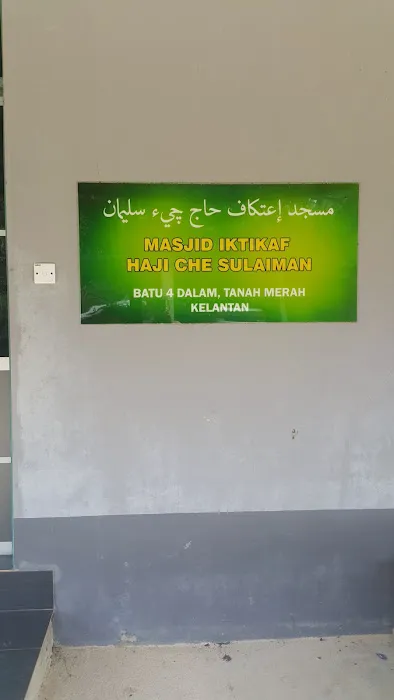 مسجد إعتكاف حاج چيء سليمان
MASJID IKTIKAF
HAJI CHE SULAIMAN
BATU 4 DALAM, TANAH MERAH
KELANTAN